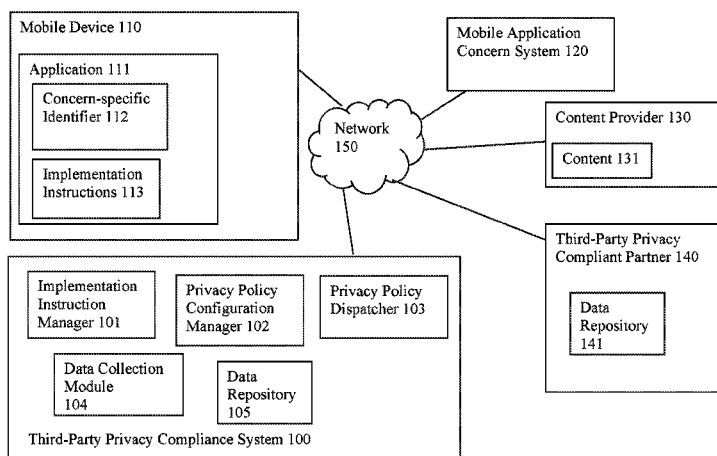 Mobile Device 110
Application 111
Concern-specific
Identifier 112
Implementation
Instructions 113
Mobile Application
Concern System 120
Network
150
Content Provider 130
Content 131
Third-Party Privacy
Compliant Partner 140
Data
Repository
141
Implementation
Instruction
Manager 101
Privacy Policy
Configuration
Manager 102
Privacy Policy
Dispatcher 103
Data Collection
Module
104
Data
Repository
105
Third-Party Privacy Compliance System 100